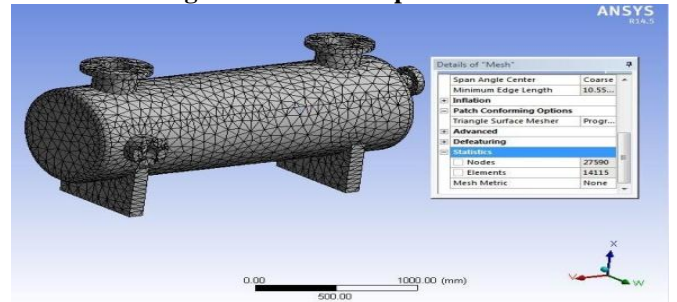 ANSYS
R14.5
Details of "Mesh"
Span Angle Center Coarse
Minimum Edge Length 10.55...
Inflation
Patch Conforming Options
Triangle Surface Mesher Progr...
Advanced
Defeaturing
Statistics
Nodes 27590
Elements 14115
Mesh Metric None
X
Y
W
0.00 1000.00 (mm)
500.00